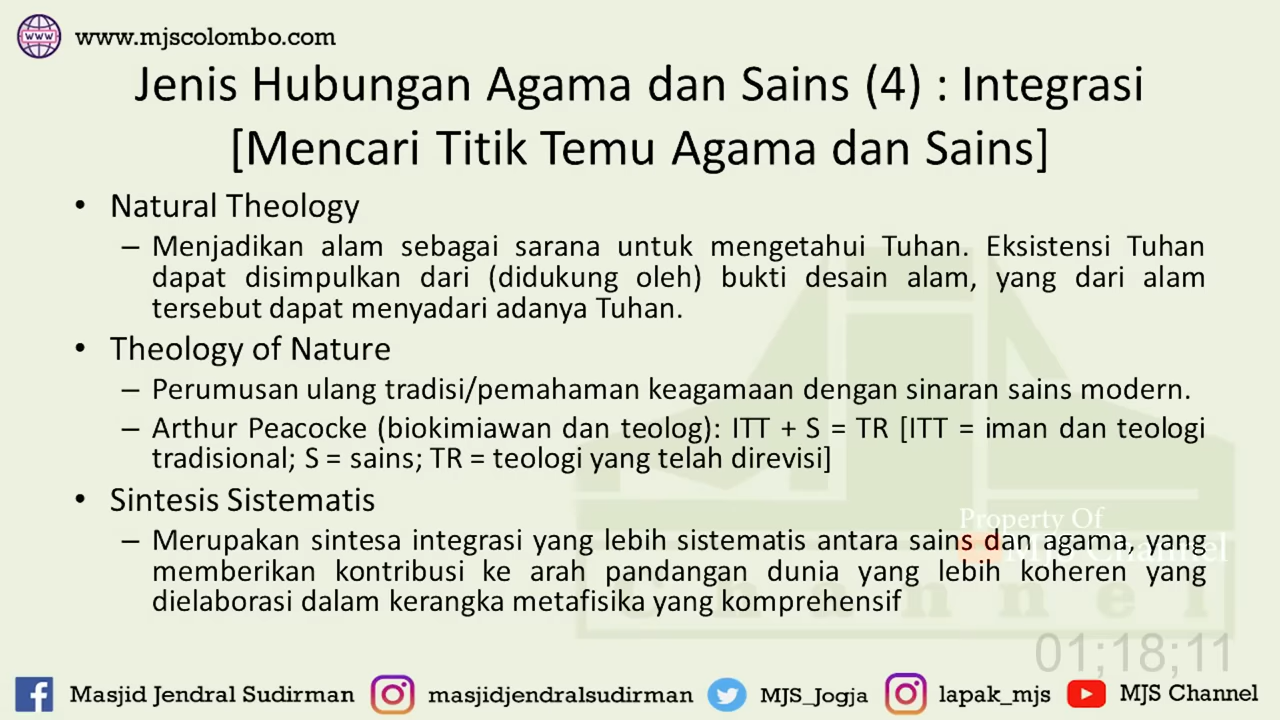 www.mjscolombo.com
Jenis Hubungan Agama dan Sains (4) : Integrasi
[Mencari Titik Temu Agama dan Sains]
• Natural Theology
– Menjadikan alam sebagai sarana untuk mengetahui Tuhan. Eksistensi Tuhan
dapat disimpulkan dari (didukung oleh) bukti desain alam, yang dari alam
tersebut dapat menyadari adanya Tuhan.
• Theology of Nature
– Perumusan ulang tradisi/pemahaman keagamaan dengan sinaran sains modern.
– Arthur Peacocke (biokimiawan dan teolog): ITT + S = TR [ITT = iman dan teologi
tradisional; S = sains; TR = teologi yang telah direvisi]
• Sintesis Sistematis
– Merupakan sintesa integrasi yang lebih sistematis antara sains dan agama, yang
memberikan kontribusi ke arah pandangan dunia yang lebih koheren yang
dielaborasi dalam kerangka metafisika yang komprehensif
Property Of
MJS Channel
channel
01;18;11
Masjid Jendral Sudirman masjidjendralsudirman MJS_Jogja lapak_mjs MJS Channel